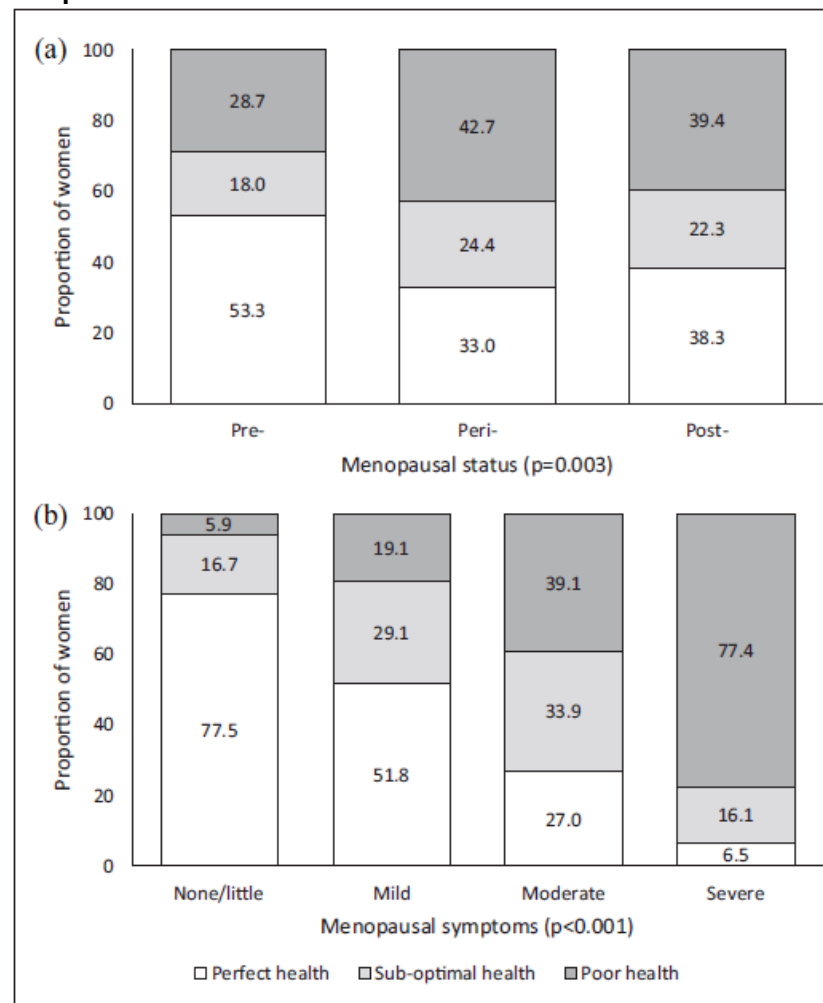 (a)
Proportion of women
100
80
60
40
20
0
28.7 42.7 39.4
18.0 24.4 22.3
53.3 33.0 38.3
Pre- Peri- Post-
Menopausal status (p=0.003)
(b)
Proportion of women
100
80
60
40
20
0
5.9 19.1 39.1 77.4
16.7 29.1 33.9 16.1
77.5 51.8 27.0 6.5
None/little Mild Moderate Severe
Menopausal symptoms (p<0.001)
Perfect health Sub-optimal health Poor health